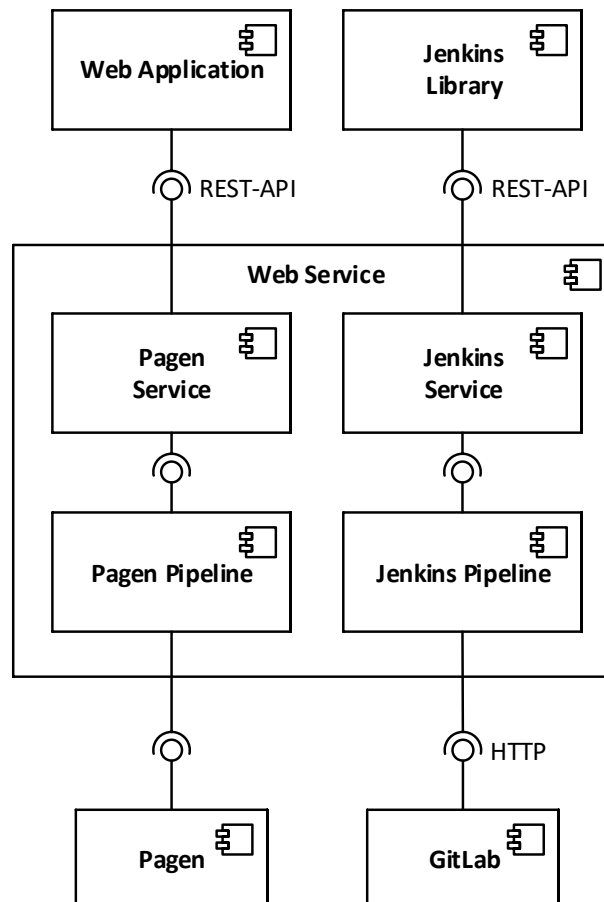 Web Application
Jenkins
Library
REST-API
REST-API
Web Service
Pagen
Service
Jenkins
Service
Pagen Pipeline
Jenkins Pipeline
HTTP
Pagen
GitLab